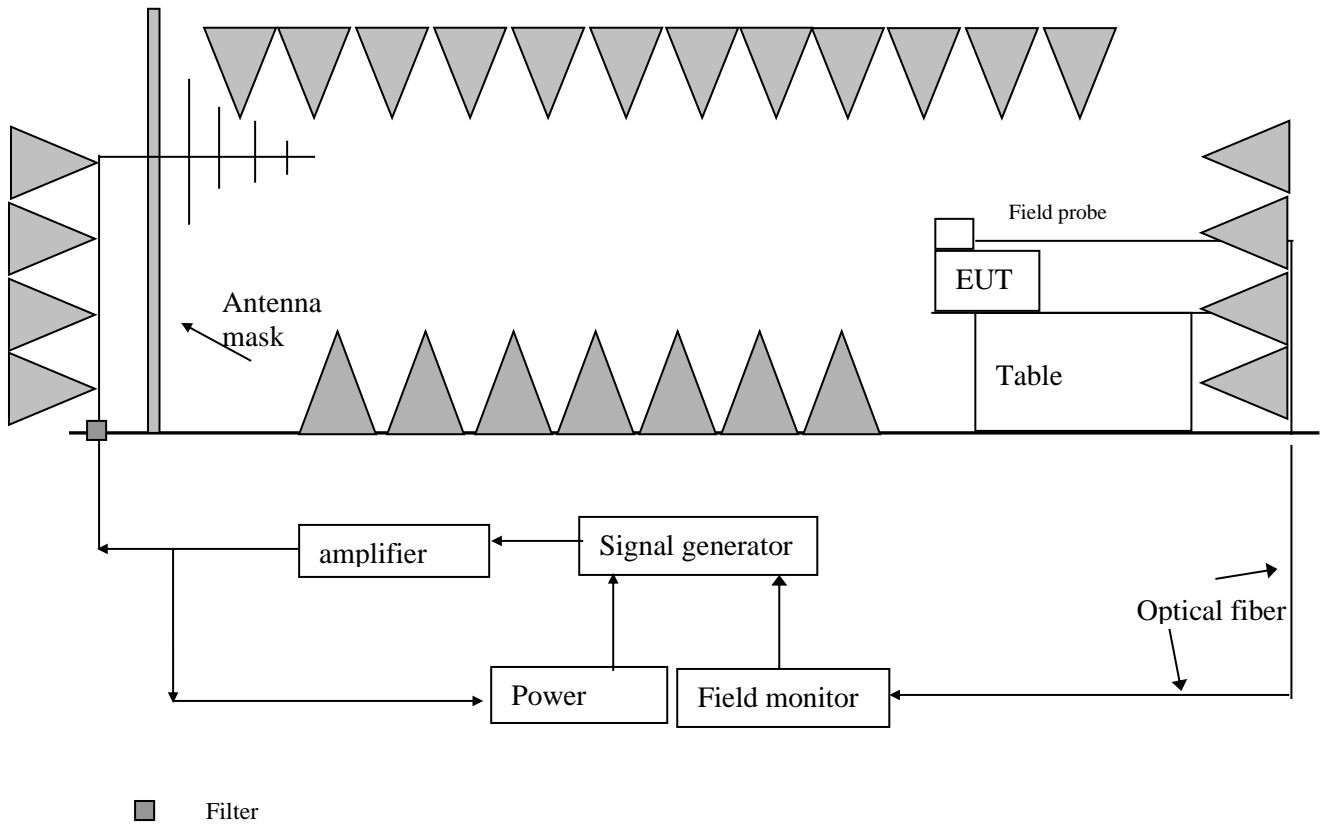 Field probe
EUT
Antenna
mask
Table
amplifier
Signal generator
Optical fiber
Power
Field monitor
Filter